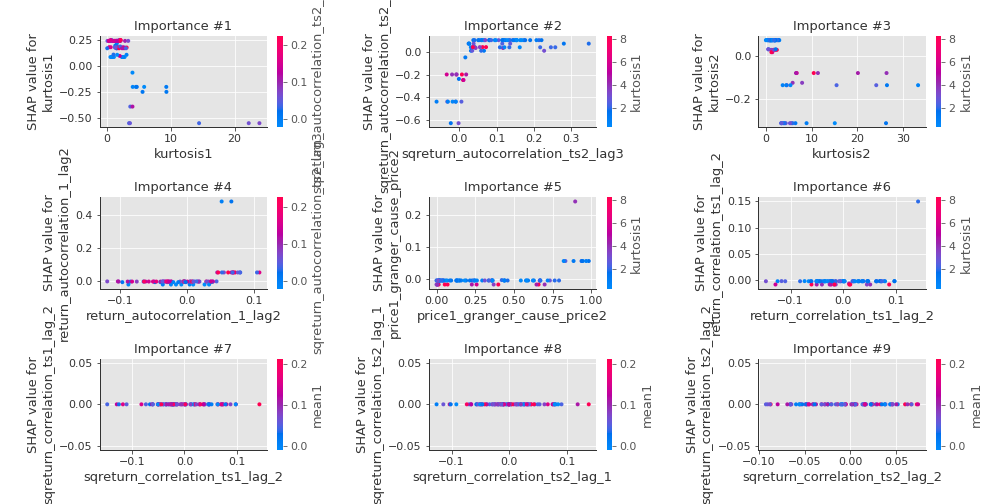 Importance #1
0.25
0.00
−0.25
−0.50
SHAP value for
kurtosis1
0
10
20
kurtosis1
0.2
0.1
0.0
Importance #2
0.0
−0.2
−0.4
−0.6
SHAP value for
0.0
0.1
0.2
0.3
sqreturn_autocorrelation_ts2_lag3
8
6
4
2
kurtosis1
Importance #3
0.0
−0.2
SHAP value for
kurtosis2
0
10
20
30
kurtosis2
8
6
4
2
kurtosis1
Importance #4
0.4
0.2
0.0
SHAP value for
return_autocorrelation_1_lag2
−0.1
0.0
0.1
return_autocorrelation_1_lag2
0.2
0.1
0.0
Importance #5
0.2
0.1
0.0
SHAP value for
price1_granger_cause_price2
0.00
0.25
0.50
0.75
1.00
price1_granger_cause_price2
8
6
4
2
kurtosis1
Importance #6
0.15
0.10
0.05
0.00
SHAP value for
return_correlation_ts1_lag_2
−0.1
0.0
0.1
return_correlation_ts1_lag_2
8
6
4
2
kurtosis1
Importance #7
0.05
0.00
−0.05
SHAP value for
sqreturn_correlation_ts1_lag_2
−0.1
0.0
0.1
sqreturn_correlation_ts1_lag_2
0.2
0.1
0.0
mean1
Importance #8
0.05
0.00
−0.05
SHAP value for
sqreturn_correlation_ts2_lag_1
−0.1
0.0
0.1
sqreturn_correlation_ts2_lag_1
0.2
0.1
0.0
mean1
Importance #9
0.05
0.00
−0.05
SHAP value for
sqreturn_correlation_ts2_lag_2
−0.10
−0.05
0.00
0.05
sqreturn_correlation_ts2_lag_2
0.2
0.1
0.0
mean1